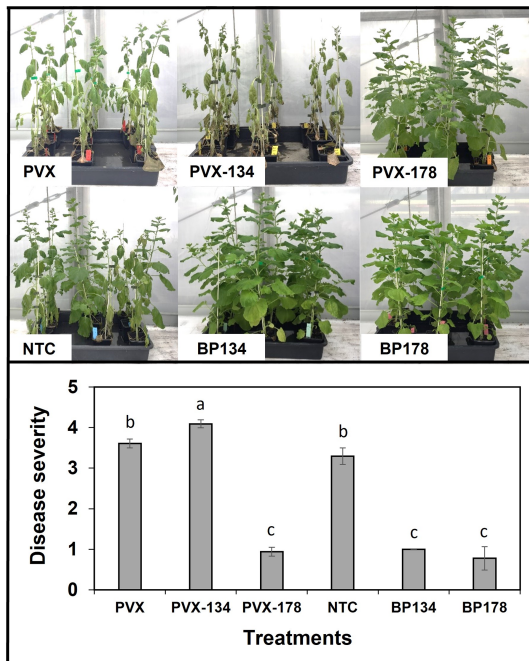 PVX
PVX-134
PVX-178
NTC
BP134
BP178
Disease severity
5
4
3
2
1
0
b
a
c
b
c
c
PVX
PVX-134
PVX-178
NTC
BP134
BP178
Treatments